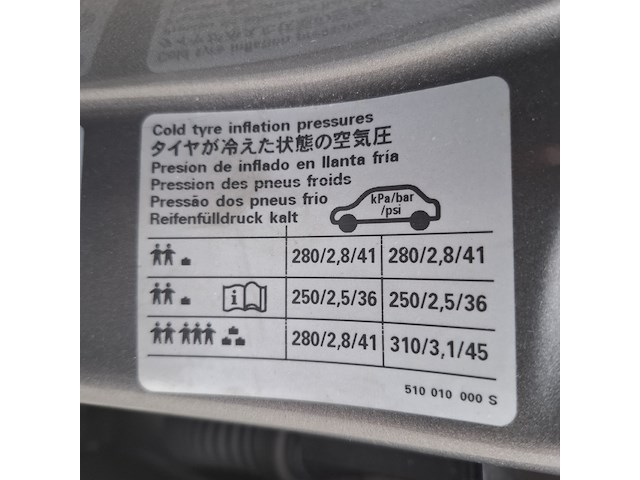 Cold tyre inflation pressures
タイヤが冷えた状態の空気圧
Presion de inflado en llanta fria
Pression des pneus froids
Pressão dos pneus frio
Reifenfülldruck kalt
kPa/bar
/psi
280/2,8/41 280/2,8/41
i 250/2,5/36 250/2,5/36
280/2,8/41 310/3,1/45
510 010 000 S